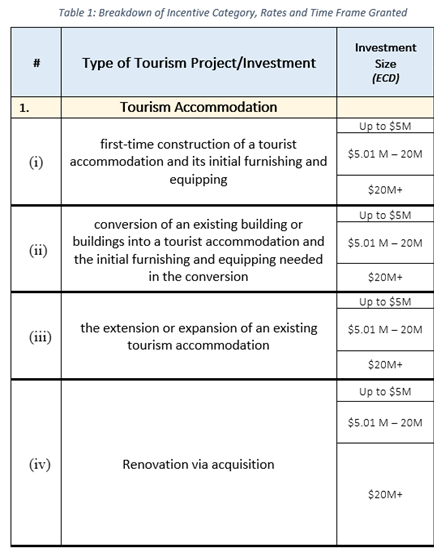 Table 1: Breakdown of Incentive Category, Rates and Time Frame Granted
#
Type of Tourism Project/Investment
Investment
Size
(ECD)
1.
Tourism Accommodation
(i)
first-time construction of a tourist
accommodation and its initial furnishing and
equipping
Up to $5M
$5.01 M – 20M
$20M+
(ii)
conversion of an existing building or
buildings into a tourist accommodation and
the initial furnishing and equipping needed
in the conversion
Up to $5M
$5.01 M – 20M
$20M+
(iii)
the extension or expansion of an existing
tourism accommodation
Up to $5M
$5.01 M – 20M
$20M+
(iv)
Renovation via acquisition
Up to $5M
$5.01 M – 20M
$20M+